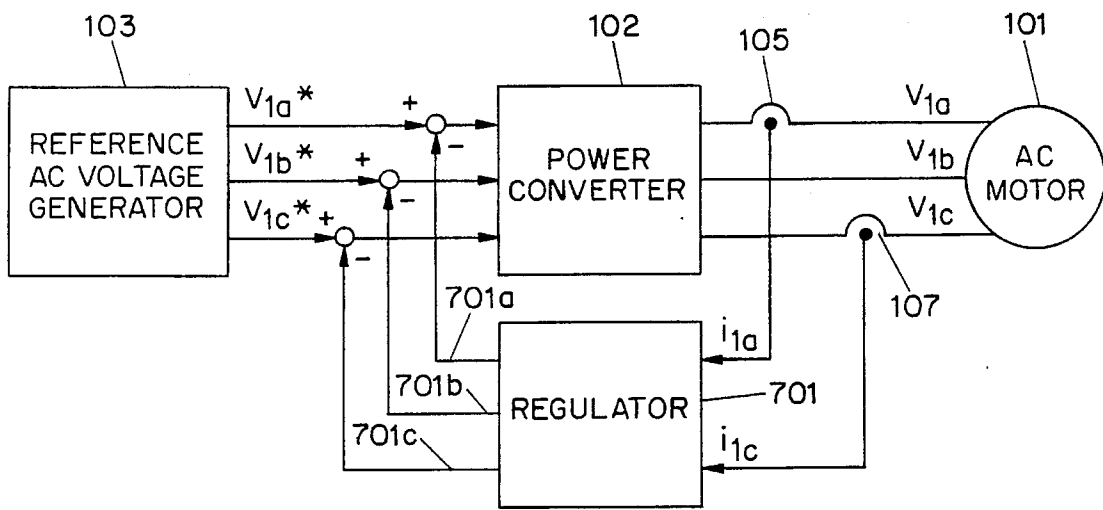 103
102
105
101
REFERENCE
AC VOLTAGE
GENERATOR
V1a*
V1b*
V1c*
+
-
+
-
+
-
POWER
CONVERTER
V1a
V1b
V1c
AC
MOTOR
107
701a
701b
701c
REGULATOR
i1a
701
i1c